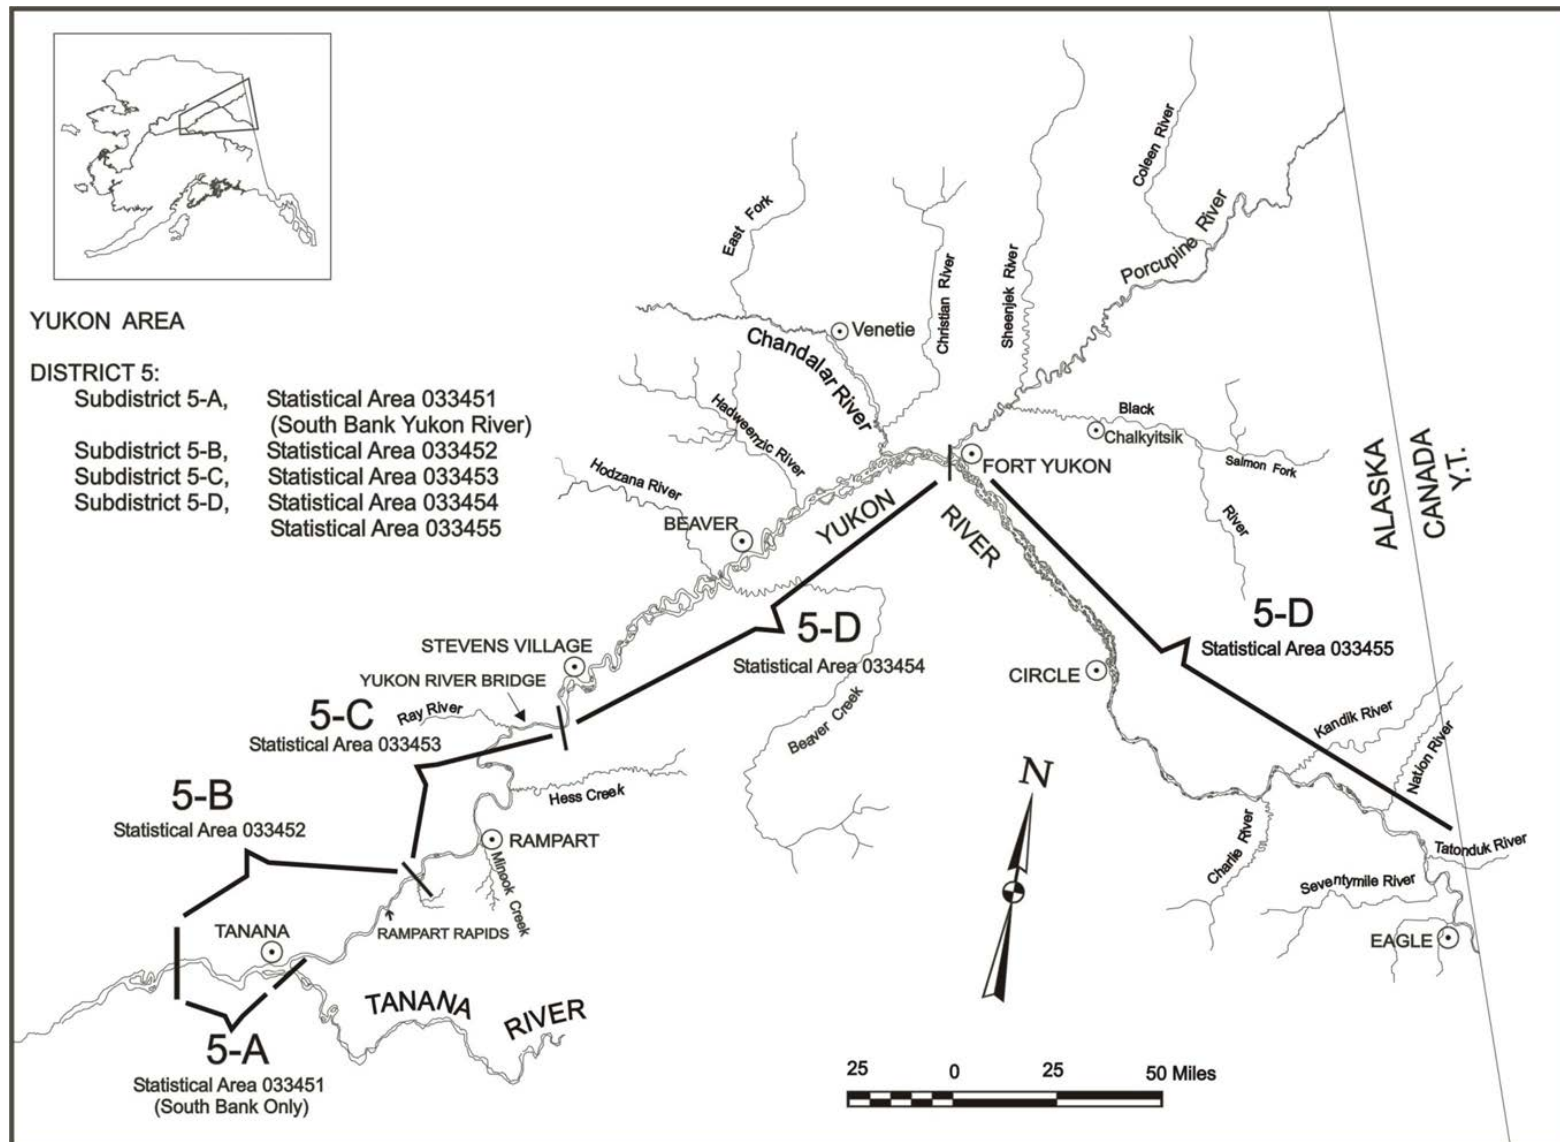 YUKON AREA
DISTRICT 5:
Subdistrict 5-A, Statistical Area 033451
(South Bank Yukon River)
Subdistrict 5-B, Statistical Area 033452
Subdistrict 5-C, Statistical Area 033453
Subdistrict 5-D, Statistical Area 033454
Statistical Area 033455
East Fork
Christian River
Sheenjek River
Coleen River
Porcupine River
Venetie
Chandalar River
Hadweenzic River
Hodzana River
Black
Chalkyitsik
Salmon Fork
River
FORT YUKON
BEAVER
YUKON
RIVER
ALASKA
CANADA
Y.T.
5-D
Statistical Area 033454
5-D
Statistical Area 033455
STEVENS VILLAGE
YUKON RIVER BRIDGE
Ray River
5-C
Statistical Area 033453
CIRCLE
Beaver Creek
Kandik River
Nation River
Hess Creek
5-B
Statistical Area 033452
RAMPART
Minook Creek
N
Charlie River
Tatonduk River
Seventymile River
EAGLE
TANANA
RAMPART RAPIDS
TANANA
RIVER
5-A
Statistical Area 033451
(South Bank Only)
25 0 25 50 Miles